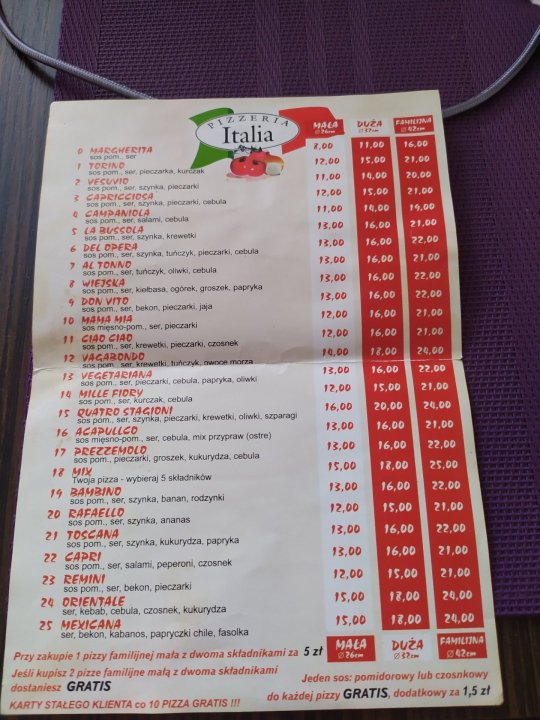 PIZZERIA
Italia
MAŁA DUŻA FAMILIJNA
Ø26cm Ø32cm Ø42cm
0 MARGHERITA 8,00 11,00 16,00
sos pom., ser
1 TORINO 12,00 15,00 21,00
sos pom., ser, pieczarka, kurczak
2 VESUVIO 11,00 14,00 20,00
sos pom., ser, szynka, pieczarki
3 CAPRICCIOSA 12,00 15,00 21,00
sos pom., ser, szynka, pieczarki, cebula
4 CAMPANIOLA 11,00 14,00 19,00
sos pom., ser, salami, cebula
5 LA BUSSOLA 13,00 16,00 21,00
sos pom., ser, szynka, krewetki
6 DEL OPERA 13,00 16,00 22,00
sos pom., ser, szynka, tuńczyk, pieczarki, cebula
7 AL TONNO 13,00 16,00 21,00
sos pom., ser, tuńczyk, oliwki, cebula
8 WIEJSKA 13,00 16,00 22,00
sos pom., ser, kiełbasa, ogórek, groszek, papryka
9 DON VITO 13,00 16,00 22,00
sos pom., ser, bekon, pieczarki, jaja
10 MAMA MIA 12,00 16,00 21,00
sos mięsno-pom., ser, pieczarki
11 CIAO CIAO 12,00 16,00 21,00
sos pom., ser, krewetki, pieczarki, czosnek
12 VAGABONDO 14,00 18,00 24,00
sos pom., ser, krewetki, tuńczyk, owoce morza
13 VEGETARIANA 13,00 16,00 22,00
sos pom., ser, pieczarki, cebula, papryka, oliwki
14 MILLE FIORY 12,00 15,00 21,00
sos pom., ser, kurczak, cebula
15 QUATRO STAGIONI 16,00 20,00 24,00
sos pom., ser, szynka, pieczarki, krewetki, oliwki, szparagi
16 AGAPULLGO 13,00 16,00 21,00
sos mięsno-pom., ser, cebula, mix przypraw (ostre)
17 PREZZEMOLO 13,00 16,00 22,00
sos pom., pieczarki, groszek, kukurydza, cebula
18 MIX 15,00 18,00 25,00
Twoja pizza - wybieraj 5 składników
19 BAMBINO 13,00 16,00 22,00
sos pom., ser, szynka, banan, rodzynki
20 RAFAELLO 12,00 15,00 21,00
sos pom., ser, szynka, ananas
21 TOSCANA 13,00 16,00 22,00
sos pom., ser, szynka, kukurydza, papryka
22 CAPRI 13,00 16,00 22,00
sos pom., ser, salami, peperoni, czosnek
23 REMINI 12,00 15,00 21,00
sos pom., ser, bekon, pieczarki
24 ORIENTALE 15,00 18,00 24,00
ser, kebab, cebula, czosnek, kukurydza
25 MEXICANA 15,00 18,00 24,00
ser, bekon, kabanos, papryczki chile, fasolka
MAŁA DUŻA FAMILIJNA
Ø26cm Ø32cm Ø42cm
Przy zakupie 1 pizzy familijnej mała z dwoma składnikami za 5 zł
Jeśli kupisz 2 pizze familijne małą z dwoma składnikami
dostaniesz GRATIS
KARTY STAŁEGO KLIENTA co 10 PIZZA GRATIS !!!
Jeden sos: pomidorowy lub czosnkowy
do każdej pizzy GRATIS, dodatkowy za 1,5 zł